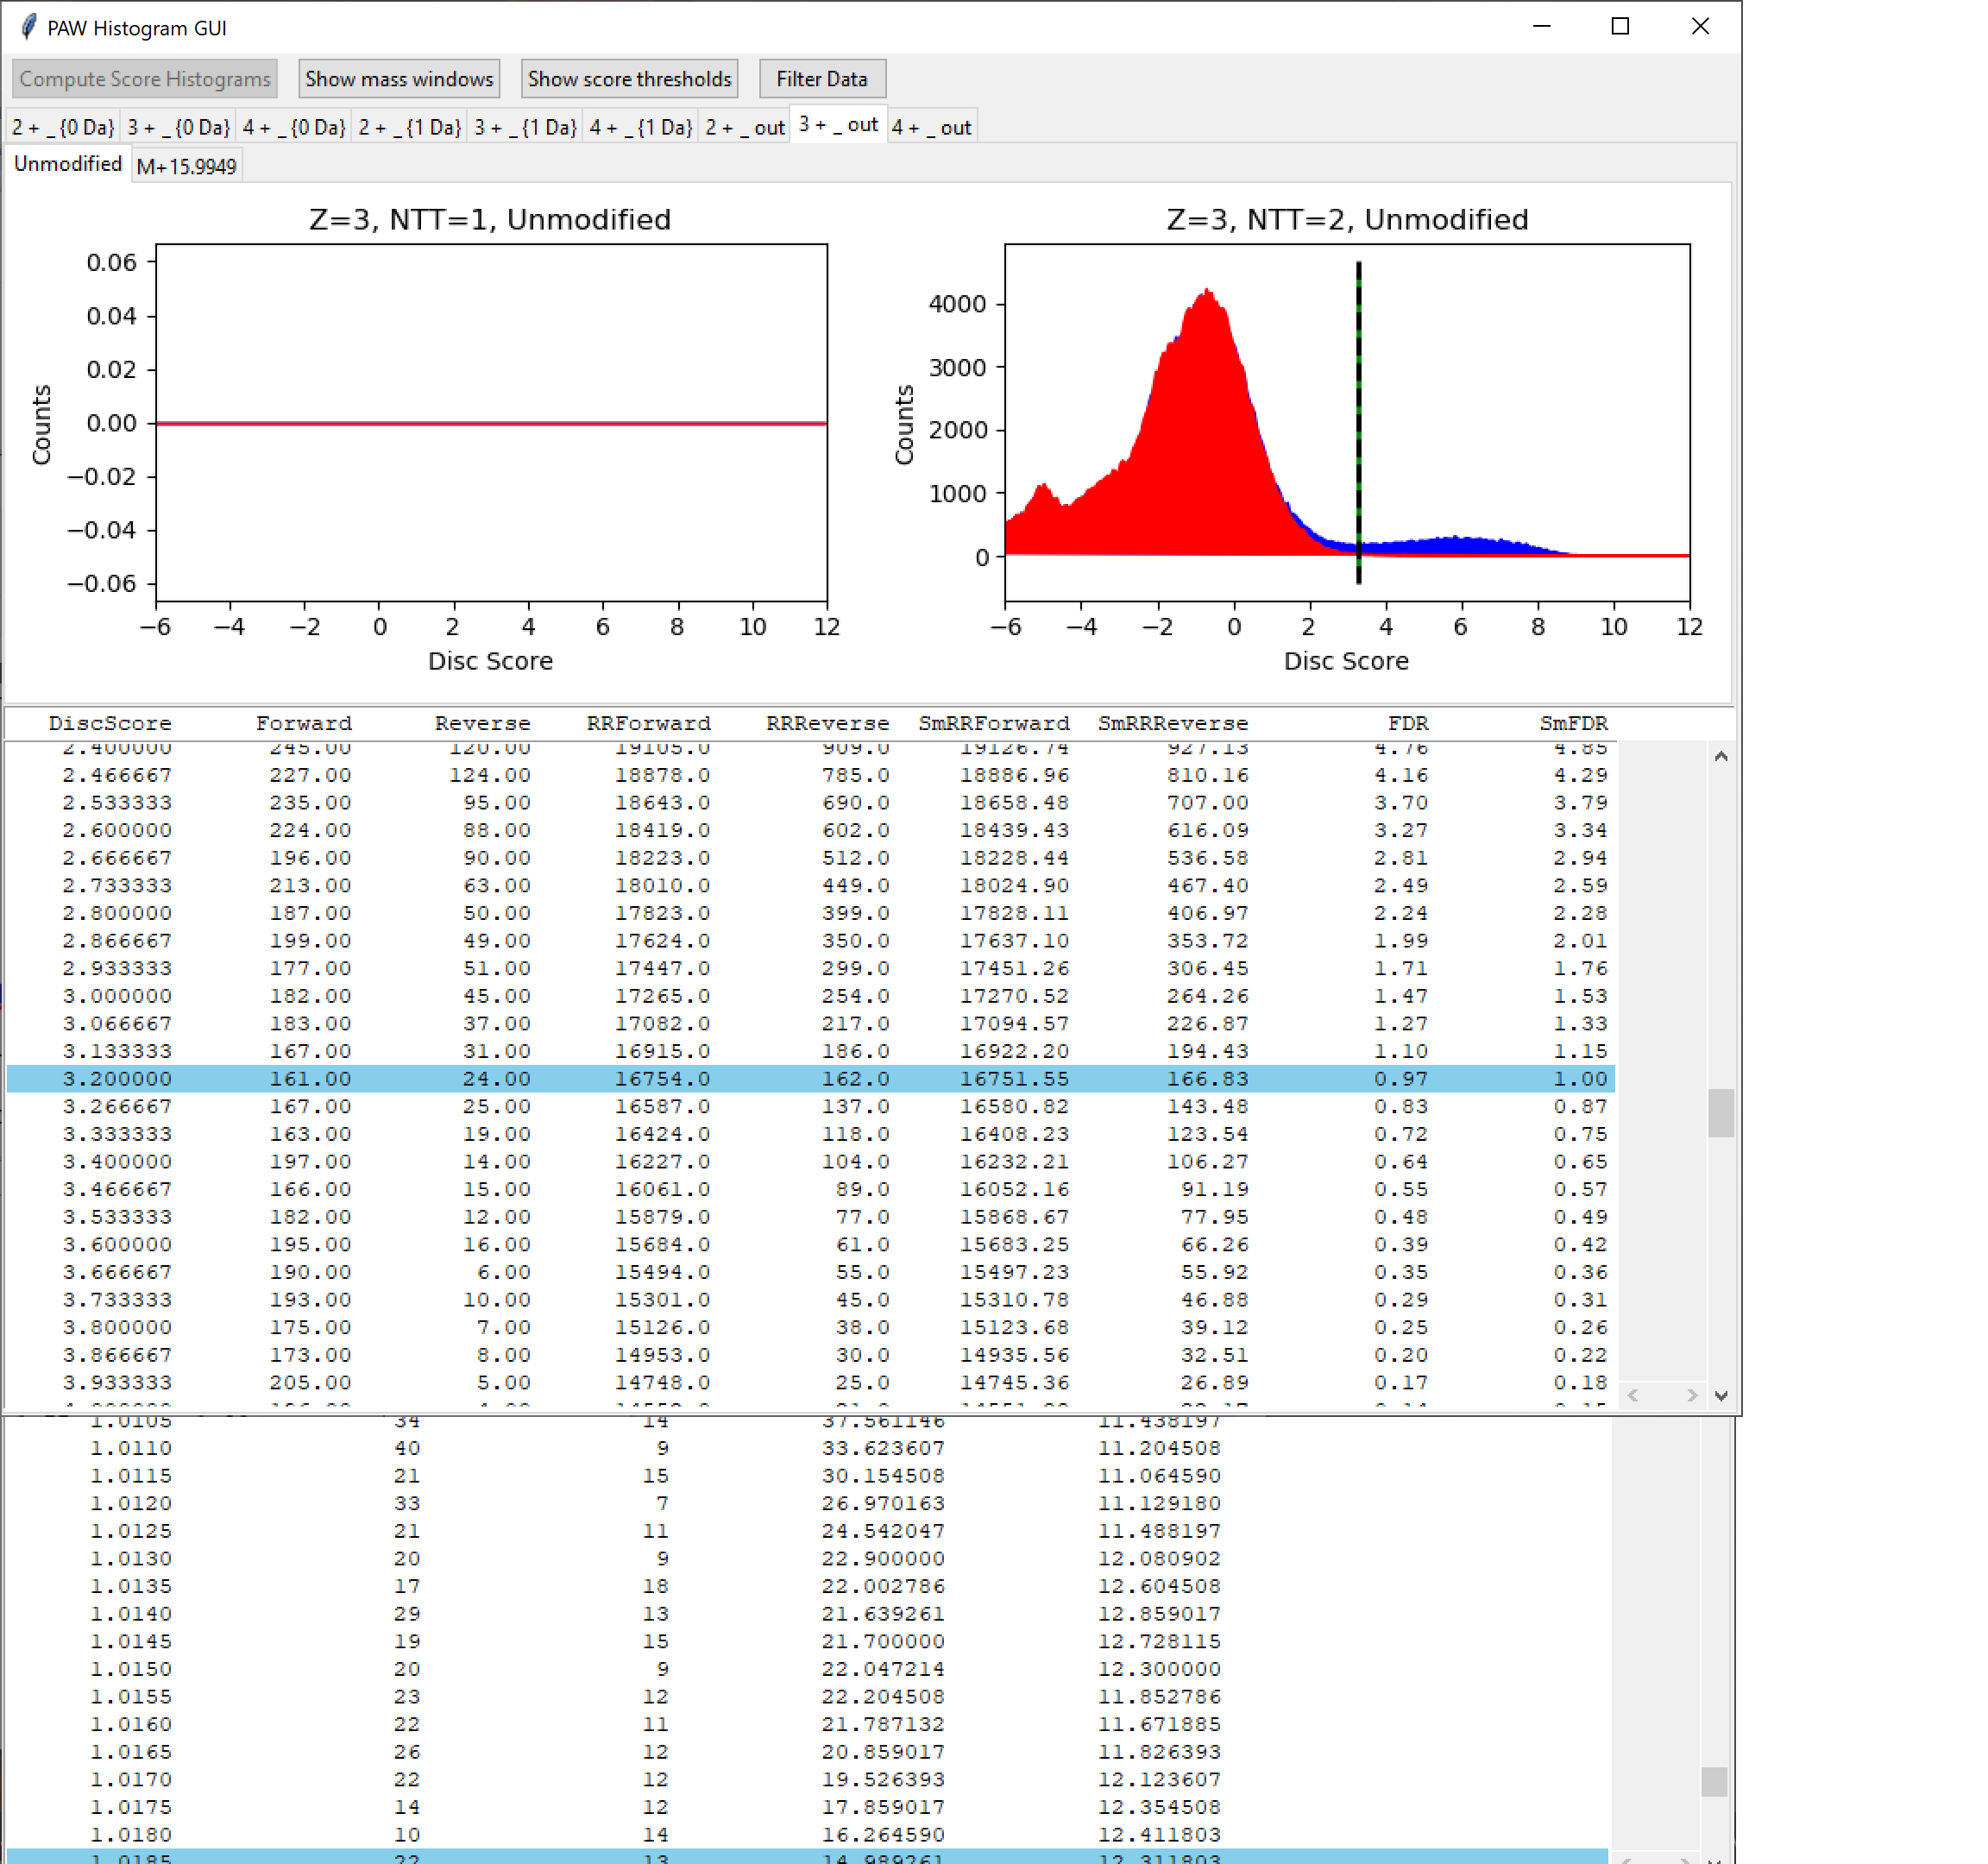 PAW Histogram GUI
Compute Score Histograms Show mass windows Show score thresholds Filter Data
2 + _ {0 Da} 3 + _ {0 Da} 4 + _ {0 Da} 2 + _ {1 Da} 3 + _ {1 Da} 4 + _ {1 Da} 2 + _ out 3 + _ out 4 + _ out
Unmodified M+15.9949
Z=3, NTT=1, Unmodified
0.06
0.04
0.02
0.00
−0.02
−0.04
−0.06
Counts
−6 −4 −2 0 2 4 6 8 10 12
Disc Score
Z=3, NTT=2, Unmodified
4000
3000
2000
1000
0
Counts
−6 −4 −2 0 2 4 6 8 10 12
Disc Score
DiscScore Forward Reverse RRForward RRReverse SmRRForward SmRRReverse FDR SmFDR
2.400000 245.00 120.00 19105.0 909.0 19126.74 927.13 4.76 4.85
2.466667 227.00 124.00 18878.0 785.0 18886.96 810.16 4.16 4.29
2.533333 235.00 95.00 18643.0 690.0 18658.48 707.00 3.70 3.79
2.600000 224.00 88.00 18419.0 602.0 18439.43 616.09 3.27 3.34
2.666667 196.00 90.00 18223.0 512.0 18228.44 536.58 2.81 2.94
2.733333 213.00 63.00 18010.0 449.0 18024.90 467.40 2.49 2.59
2.800000 187.00 50.00 17823.0 399.0 17828.11 406.97 2.24 2.28
2.866667 199.00 49.00 17624.0 350.0 17637.10 353.72 1.99 2.01
2.933333 177.00 51.00 17447.0 299.0 17451.26 306.45 1.71 1.76
3.000000 182.00 45.00 17265.0 254.0 17270.52 264.26 1.47 1.53
3.066667 183.00 37.00 17082.0 217.0 17094.57 226.87 1.27 1.33
3.133333 167.00 31.00 16915.0 186.0 16922.20 194.43 1.10 1.15
3.200000 161.00 24.00 16754.0 162.0 16751.55 166.83 0.97 1.00
3.266667 167.00 25.00 16587.0 137.0 16580.82 143.48 0.83 0.87
3.333333 163.00 19.00 16424.0 118.0 16408.23 123.54 0.72 0.75
3.400000 197.00 14.00 16227.0 104.0 16232.21 106.27 0.64 0.65
3.466667 166.00 15.00 16061.0 89.0 16052.16 91.19 0.55 0.57
3.533333 182.00 12.00 15879.0 77.0 15868.67 77.95 0.48 0.49
3.600000 195.00 16.00 15684.0 61.0 15683.25 66.26 0.39 0.42
3.666667 190.00 6.00 15494.0 55.0 15497.23 55.92 0.35 0.36
3.733333 193.00 10.00 15301.0 45.0 15310.78 46.88 0.29 0.31
3.800000 175.00 7.00 15126.0 38.0 15123.68 39.12 0.25 0.26
3.866667 173.00 8.00 14953.0 30.0 14935.56 32.51 0.20 0.22
3.933333 205.00 5.00 14748.0 25.0 14745.36 26.89 0.17 0.18
1.0105 34 14 37.561146 11.438197
1.0110 40 9 33.623607 11.204508
1.0115 21 15 30.154508 11.064590
1.0120 33 7 26.970163 11.129180
1.0125 21 11 24.542047 11.488197
1.0130 20 9 22.900000 12.080902
1.0135 17 18 22.002786 12.604508
1.0140 29 13 21.639261 12.859017
1.0145 19 15 21.700000 12.728115
1.0150 20 9 22.047214 12.300000
1.0155 23 12 22.204508 11.852786
1.0160 22 11 21.787132 11.671885
1.0165 26 12 20.859017 11.826393
1.0170 22 12 19.526393 12.123607
1.0175 14 12 17.859017 12.354508
1.0180 10 14 16.264590 12.411803
1.0185 22 13 14.989261 12.311803